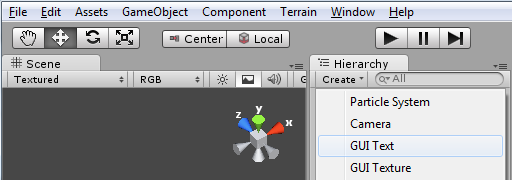 File Edit Assets GameObject Component Terrain Window Help
Center Local
Scene
Hierarchy
Textured RGB
Create All
Particle System
Camera
GUI Text
GUI Texture
y
z x